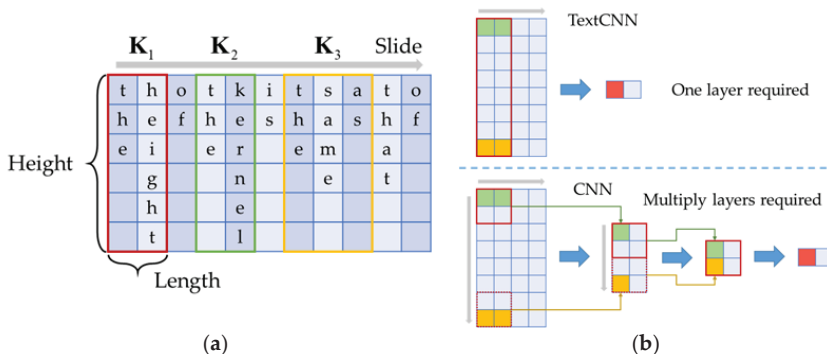 K1 K2 K3 Slide
t h o t k i t s a t o
h e f h e s h a s h f
e i e r e m a
g n e t
h e
t l
Height
Length
(a)
TextCNN
One layer required
CNN
Multiply layers required
(b)